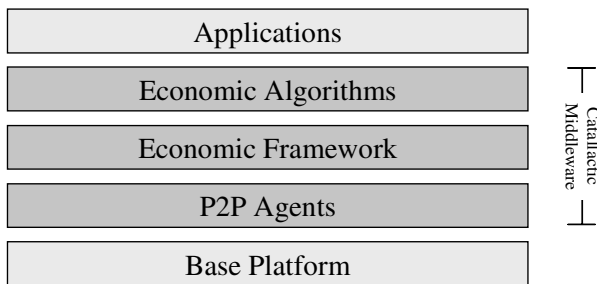 Applications
Economic Algorithms
Economic Framework
P2P Agents
Base Platform
Catallactic
Middleware